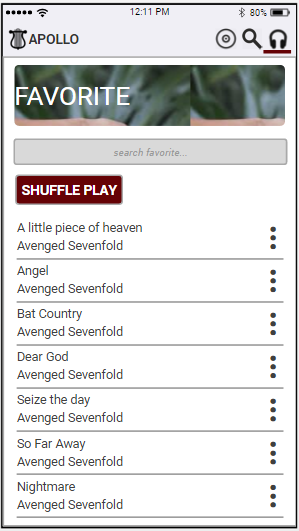 12:11 PM
80%
APOLLO
FAVORITE
search favorite...
SHUFFLE PLAY
A little piece of heaven
Avenged Sevenfold
Angel
Avenged Sevenfold
Bat Country
Avenged Sevenfold
Dear God
Avenged Sevenfold
Seize the day
Avenged Sevenfold
So Far Away
Avenged Sevenfold
Nightmare
Avenged Sevenfold